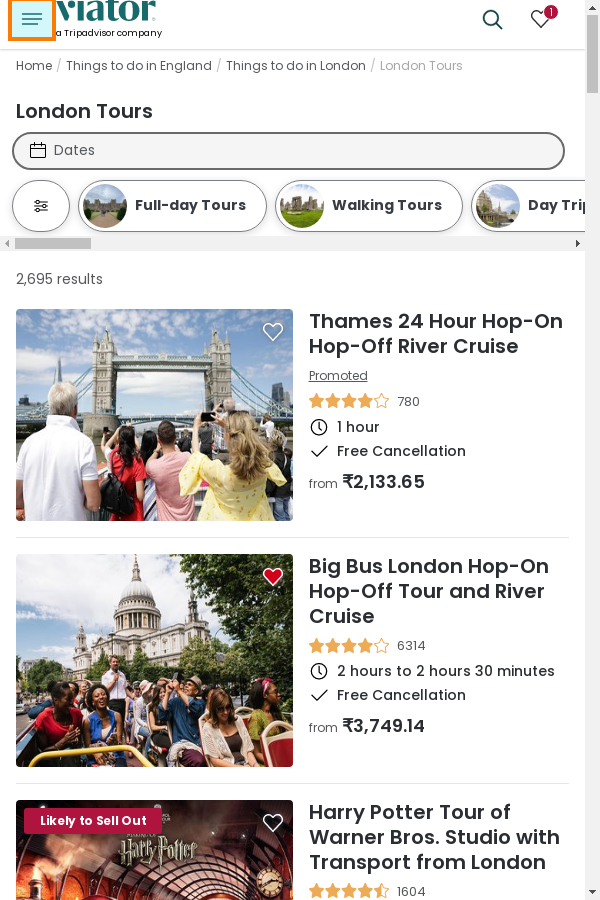 viator
1
a Tripadvisor company
Home / Things to do in England / Things to do in London / London Tours
London Tours
Dates
Full-day Tours
Walking Tours
2,695 results
Thames 24 Hour Hop-On
Hop-Off River Cruise
Promoted
780
1 hour
Free Cancellation
from ₹2,133.65
Big Bus London Hop-On
Hop-Off Tour and River
Cruise
6314
2 hours to 2 hours 30 minutes
Free Cancellation
from ₹3,749.14
Likely to Sell Out
Harry Potter
Harry Potter Tour of
Warner Bros. Studio with
Transport from London
1604